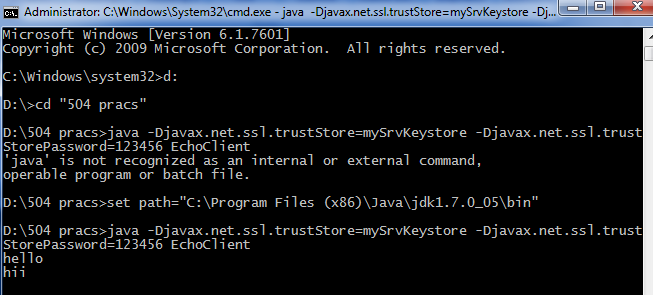 Administrator: C:\Windows\System32\cmd.exe - java -Djavax.net.ssl.trustStore=mySrvKeystore -Dj...
Microsoft Windows [Version 6.1.7601]
Copyright (c) 2009 Microsoft Corporation.  All rights reserved.
C:\Windows\system32>d:
D:\>cd "504 pracs"
D:\504 pracs>java -Djavax.net.ssl.trustStore=mySrvKeystore -Djavax.net.ssl.trust
StorePassword=123456 EchoClient
'java' is not recognized as an internal or external command,
operable program or batch file.
D:\504 pracs>set path="C:\Program Files (x86)\Java\jdk1.7.0_05\bin"
D:\504 pracs>java -Djavax.net.ssl.trustStore=mySrvKeystore -Djavax.net.ssl.trust
StorePassword=123456 EchoClient
hello
hii